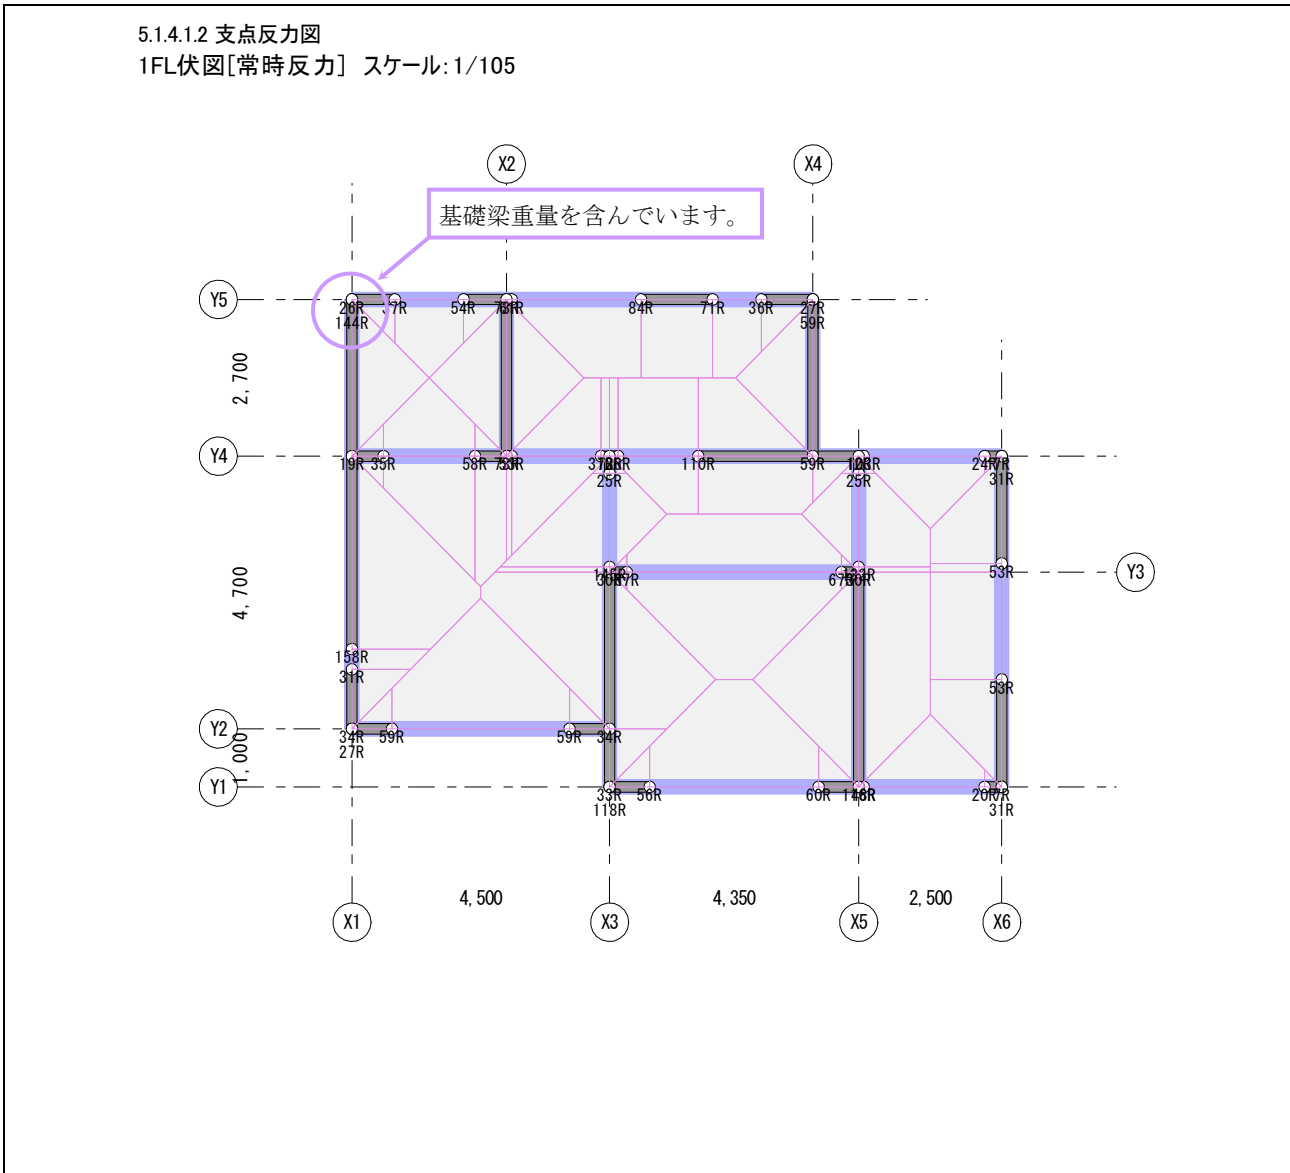 5.1.4.1.2 支点反力図
1FL伏図[常時反力] スケール:1/105
X2 X4
基礎梁重量を含んでいます。
Y5
26R 37R 54R 84R 71R 36R 27R
144R 59R
2,700
Y4
19R 35R 58R 110R 59R 24R
25R 25R 31R
Y3
67R 53R
4,700
158R
31R 53R
Y2
34R 59R 59R 34R
27R
1,000
Y1
33R 56R 60R 20R
118R 31R
4,500 4,350 2,500
X1 X3 X5 X6